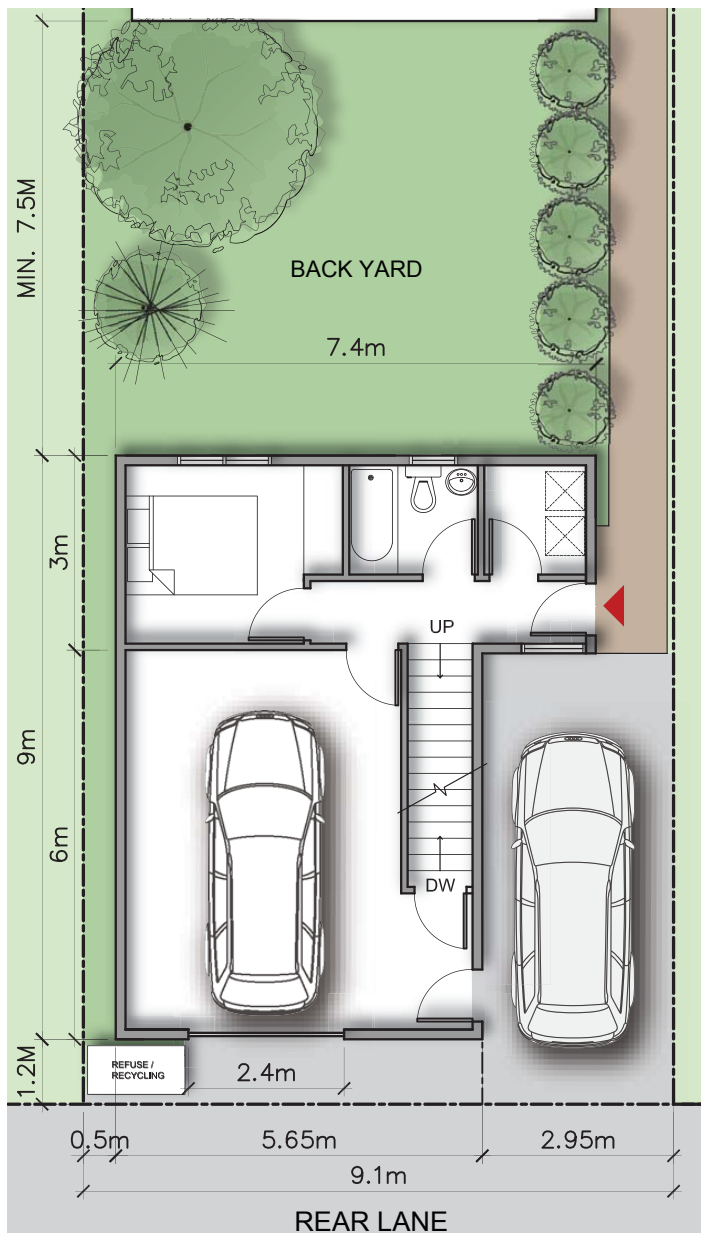 MIN. 7.5M
BACK YARD
7.4m
3m
UP
9m
6m
DW
1.2M
REFUSE /
RECYCLING
2.4m
0.5m
5.65m
2.95m
9.1m
REAR LANE